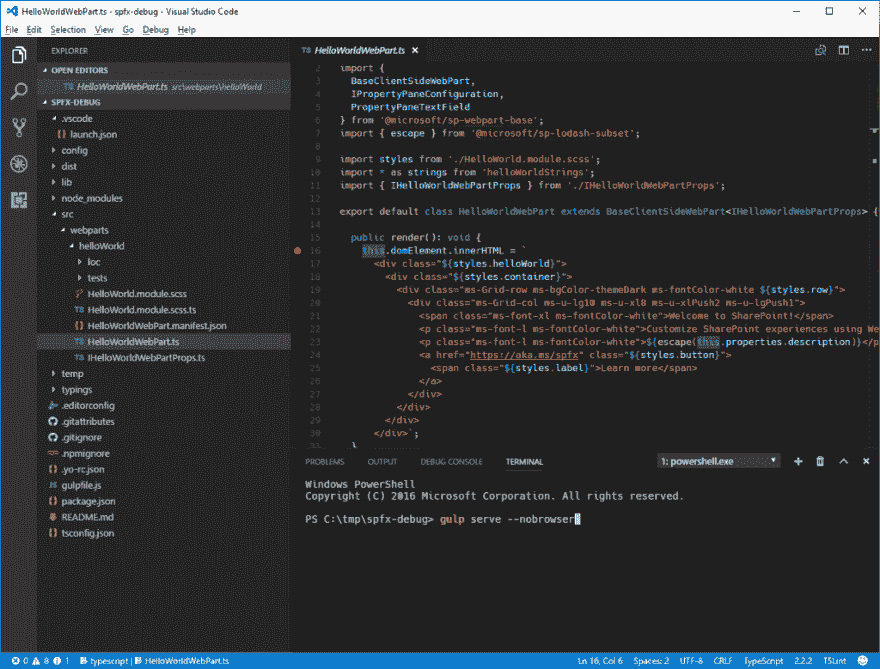 HelloWorldWebPart.ts - spfx-debug - Visual Studio Code
File Edit Selection View Go Debug Help
EXPLORER
OPEN EDITORS
TS HelloWorldWebPart.ts src\webparts\helloWorld
SPFX-DEBUG
.vscode
{} launch.json
config
dist
lib
node_modules
src
webparts
helloWorld
loc
tests
HelloWorld.module.scss
TS HelloWorld.module.scss.ts
{} HelloWorldWebPart.manifest.json
TS HelloWorldWebPart.ts
TS IHelloWorldWebPartProps.ts
temp
typings
.editorconfig
.gitattributes
.gitignore
.npmignore
{} .yo-rc.json
JS gulpfile.js
{} package.json
README.md
{} tsconfig.json
TS HelloWorldWebPart.ts
2 import {
3 BaseClientSideWebPart,
4 IPropertyPaneConfiguration,
5 PropertyPaneTextField
6 } from '@microsoft/sp-webpart-base';
7 import { escape } from '@microsoft/sp-lodash-subset';
8
9 import styles from './HelloWorld.module.scss';
10 import * as strings from 'helloWorldStrings';
11 import { IHelloWorldWebPartProps } from './IHelloWorldWebPartProps';
12
13 export default class HelloWorldWebPart extends BaseClientSideWebPart<IHelloWorldWebPartProps> {
14
15 public render(): void {
16 this.domElement.innerHTML = `
17 <div class="${styles.helloWorld}">
18 <div class="${styles.container}">
19 <div class="ms-Grid-row ms-bgColor-themeDark ms-fontColor-white ${styles.row}">
20 <div class="ms-Grid-col ms-u-lg10 ms-u-xl8 ms-u-xlPush2 ms-u-lgPush1">
21 <span class="ms-font-xl ms-fontColor-white">Welcome to SharePoint!</span>
22 <p class="ms-font-l ms-fontColor-white">Customize SharePoint experiences using We
23 <p class="ms-font-l ms-fontColor-white">${escape(this.properties.description)}</p
24 <a href="https://aka.ms/spfx" class="${styles.button}">
25 <span class="${styles.label}">Learn more</span>
26 </a>
27 </div>
28 </div>
29 </div>
30 </div>`;
31 }
PROBLEMS OUTPUT DEBUG CONSOLE TERMINAL 1: powershell.exe
Windows PowerShell
Copyright (C) 2016 Microsoft Corporation. All rights reserved.
PS C:\tmp\spfx-debug> gulp serve --nobrowser
0 8 1 typescript | HelloWorldWebPart.ts Ln 16, Col 6 Spaces: 2 UTF-8 CRLF TypeScript 2.2.2 TSLint